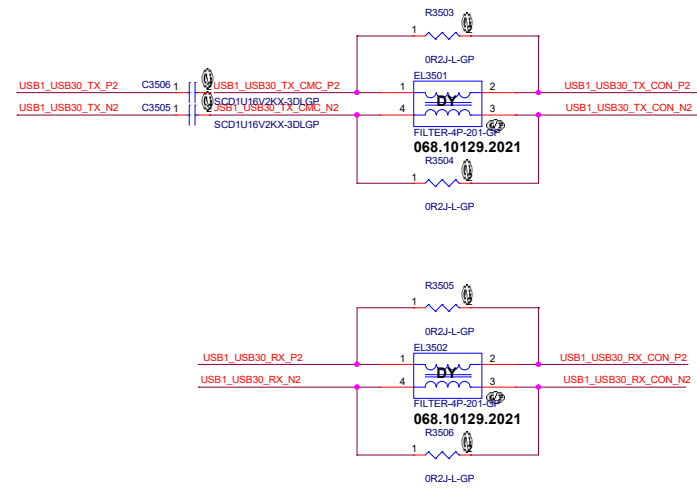 R3503
1 2
0R2J-L-GP
EL3501
USB1_USB30_TX_P2 C3506 1 2 USB1_USB30_TX_CMC_P2 1 2 USB1_USB30_TX_CON_P2
SCD1U16V2KX-3DLGP
DY
USB1_USB30_TX_N2 C3505 1 2 USB1_USB30_TX_CMC_N2 4 3 USB1_USB30_TX_CON_N2
SCD1U16V2KX-3DLGP
FILTER-4P-201-GP
068.10129.2021
R3504
1 2
0R2J-L-GP
R3505
1 2
0R2J-L-GP
EL3502
USB1_USB30_RX_P2 1 2 USB1_USB30_RX_CON_P2
DY
USB1_USB30_RX_N2 4 3 USB1_USB30_RX_CON_N2
FILTER-4P-201-GP
068.10129.2021
R3506
1 2
0R2J-L-GP